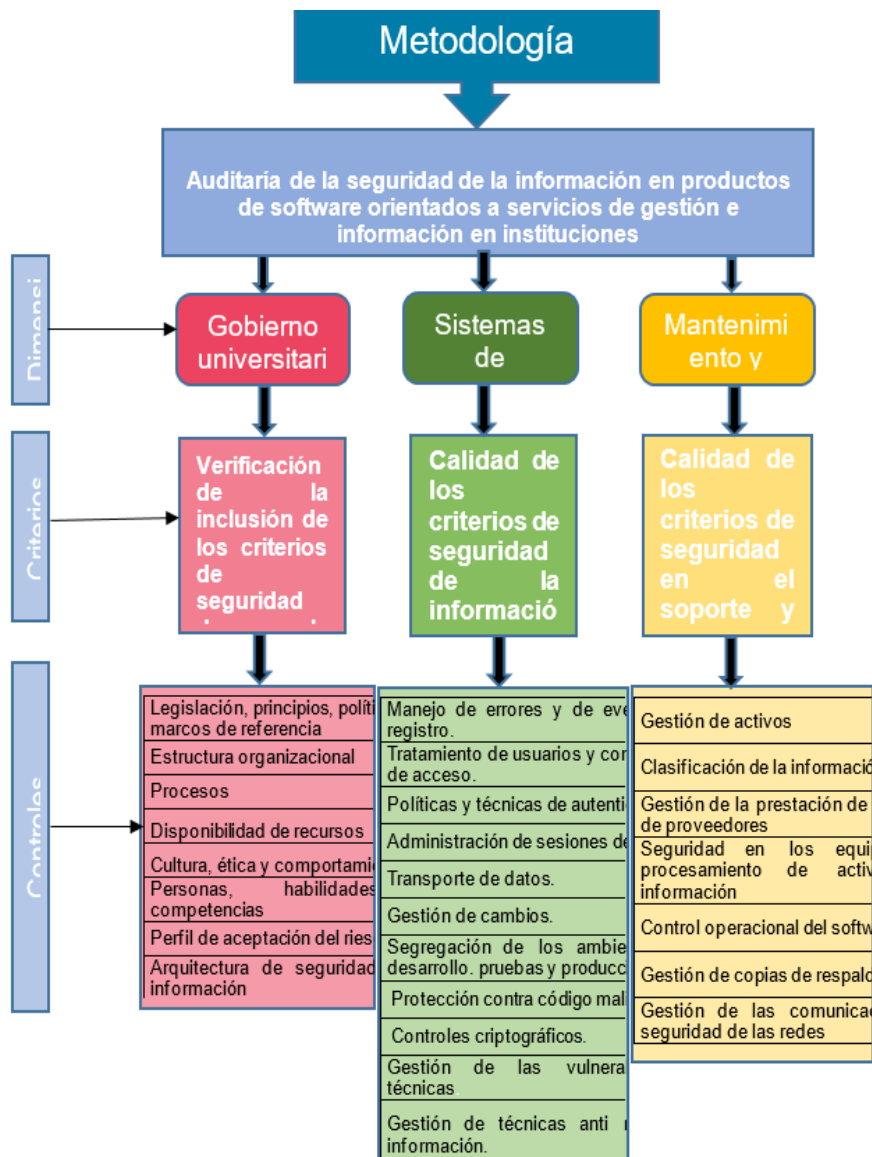 Metodología
Auditaría de la seguridad de la información en productos
de software orientados a servicios de gestión e
información en instituciones
Dimensi
Gobierno
universitari
Sistemas
de
Mantenimi
ento y
Criterios
Verificación
de la
inclusión de
los criterios
de
seguridad
Calidad de
los
criterios de
seguridad
de la
informació
Calidad de
los
criterios de
seguridad
en el
soporte y
Controles
Legislación, principios, políti
marcos de referencia
Estructura organizacional
Procesos
Disponibilidad de recursos
Cultura, ética y comportami
Personas, habilidades
competencias
Perfil de aceptación del ries
Arquitectura de seguridad
información
Manejo de errores y de eve
registro.
Tratamiento de usuarios y con
de acceso.
Políticas y técnicas de autenti
Administración de sesiones de
Transporte de datos.
Gestión de cambios.
Segregación de los ambie
desarrollo. pruebas y producc
Protección contra código mali
Controles criptográficos.
Gestión de las vulnera
técnicas.
Gestión de técnicas anti
información.
Gestión de activos
Clasificación de la informació
Gestión de la prestación de
de proveedores
Seguridad en los equip
procesamiento de activ
información
Control operacional del softw
Gestión de copias de respald
Gestión de las comunicac
seguridad de las redes